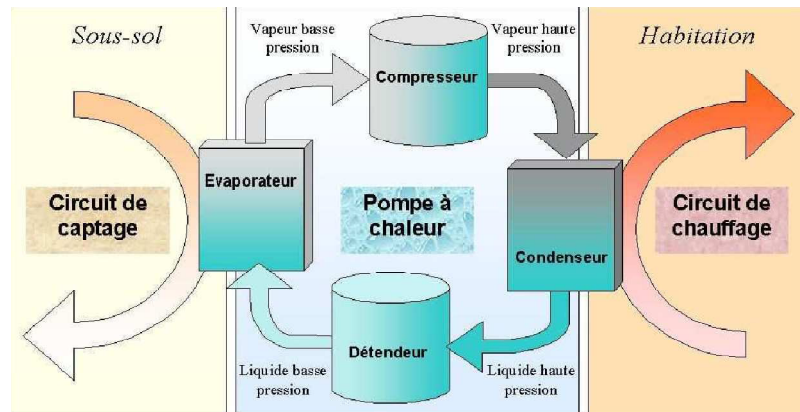 Sous-sol
Vapeur basse
pression
Compresseur
Vapeur haute
pression
Habitation
Evaporateur
Circuit de
captage
Pompe à
chaleur
Condenseur
Circuit de
chauffage
Détendeur
Liquide basse
pression
Liquide haute
pression